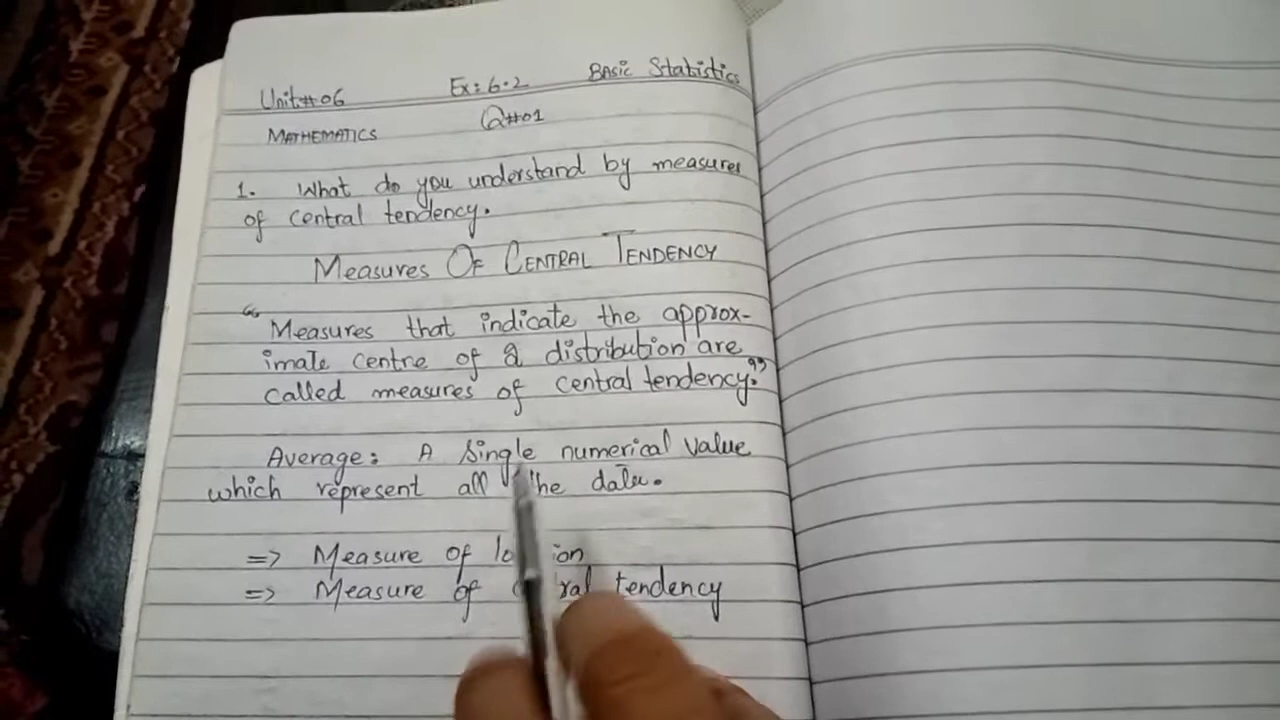 Unit#06 Ex: 6.2 Basic Statistics
MATHEMATICS Q#01
1. What do you understand by measures
of central tendency.
Measures OF CENTRAL TENDENCY
“Measures that indicate the approx-
imate centre of a distribution are
called measures of central tendency.”
Average: A single numerical value
which represent all the data.
=> Measure of
=> Measure of tendency